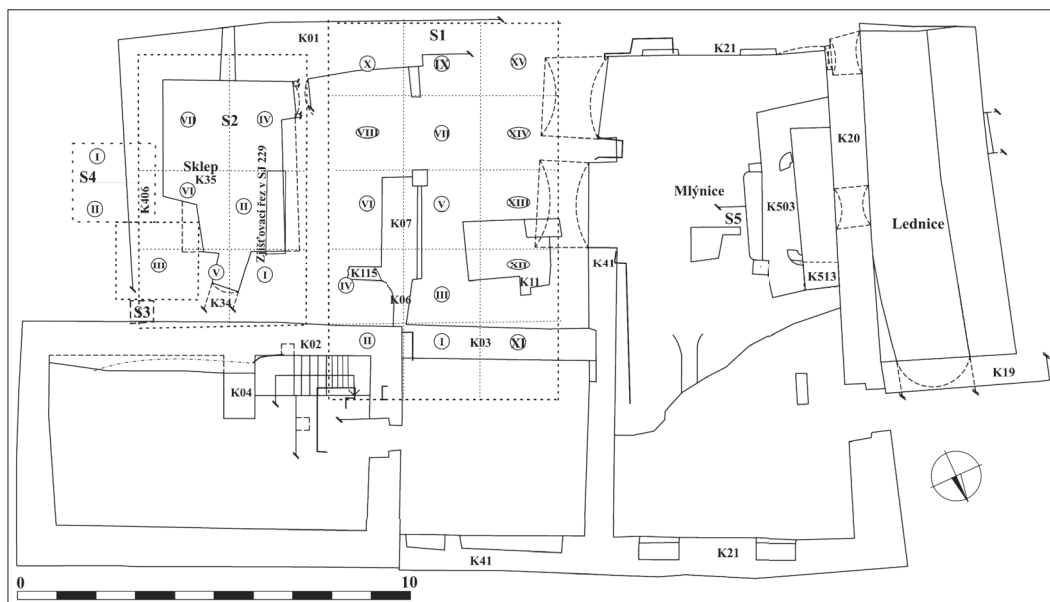 K01
S1
K21
X
IX
XV
S2
VII
IV
VIII
VII
XIV
K20
I
S4
Sklep
K35
Zjišťovací řez v SJ 229
VI
II
K406
II
VI
V
XIII
K07
Mlýnice
S5
K503
Lednice
III
V
I
K34
S3
K115
IV
K06
III
XII
K11
K41
K513
K02
II
I
K03
XI
K04
K19
K41
K21
0
10